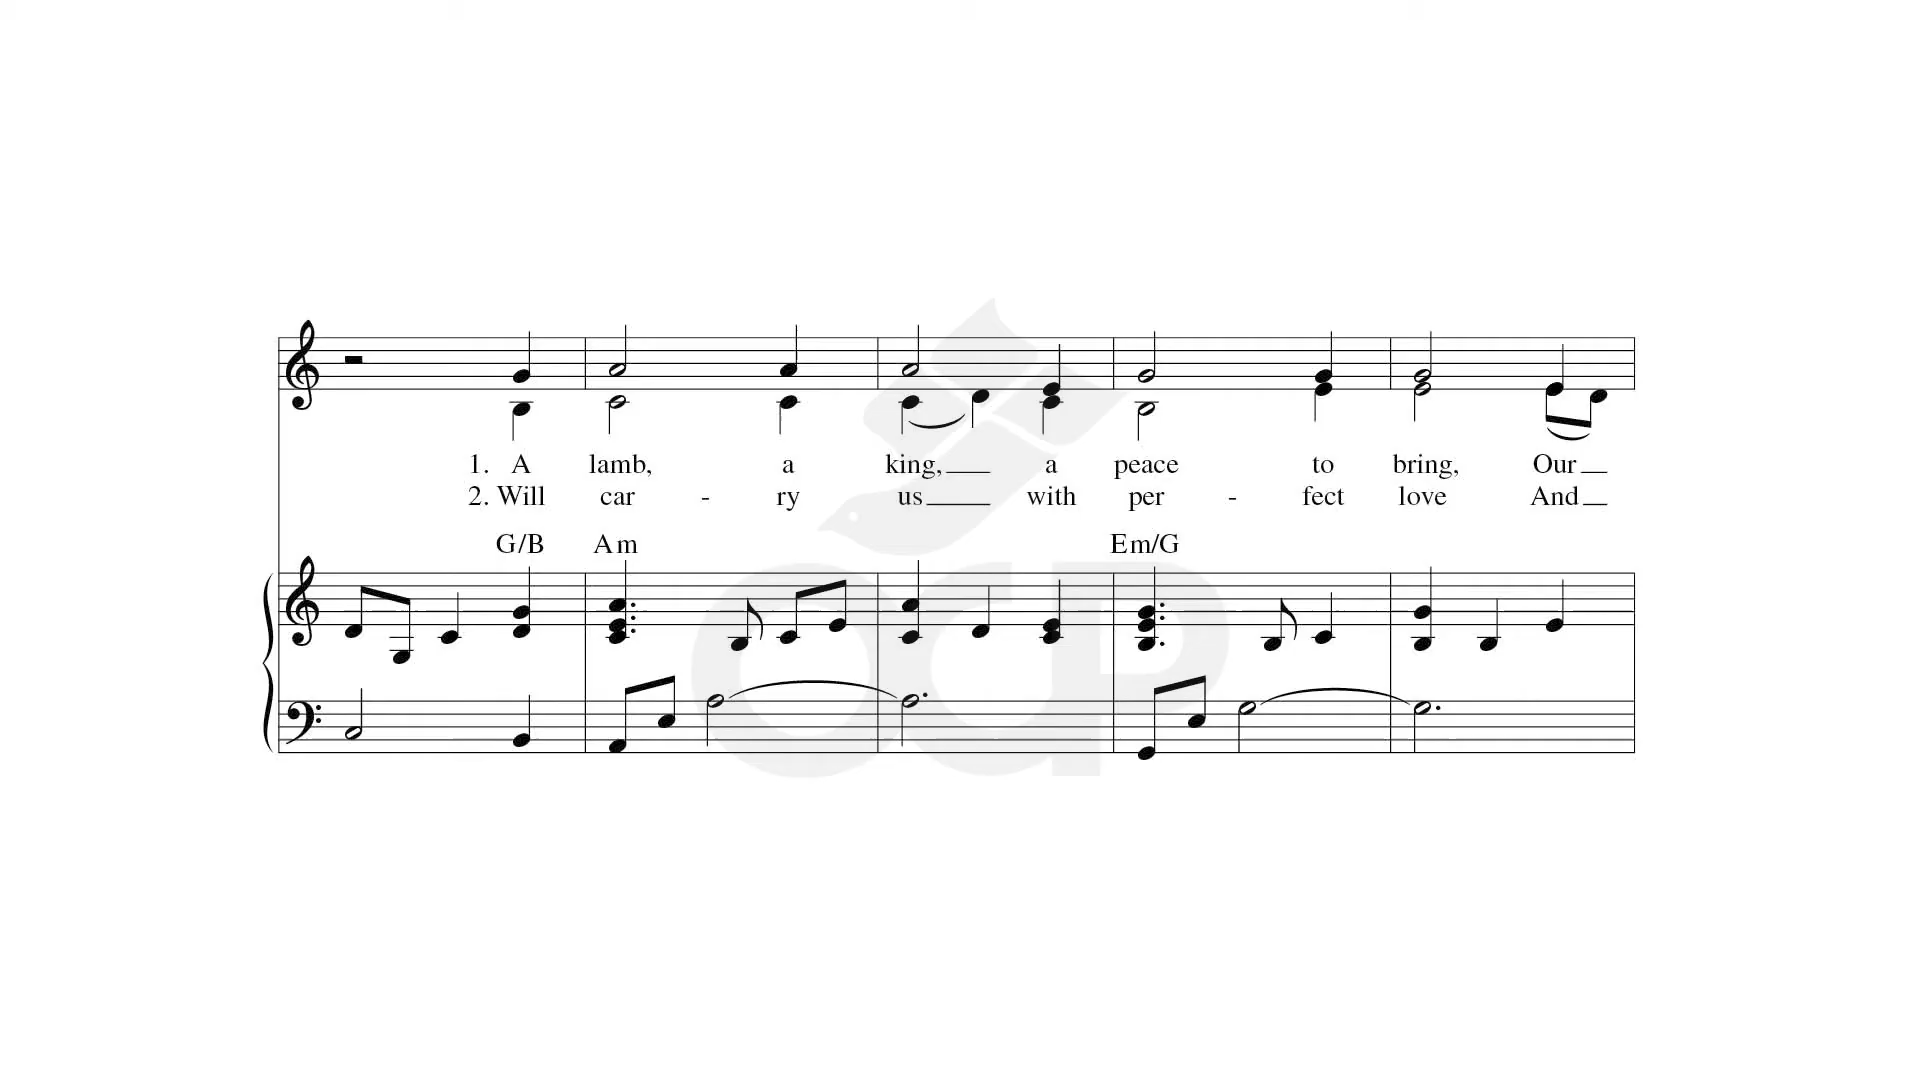 1. A lamb, a king, a peace to bring, Our
2. Will car - ry us with per - fect love And
G/B Am Em/G
OCP